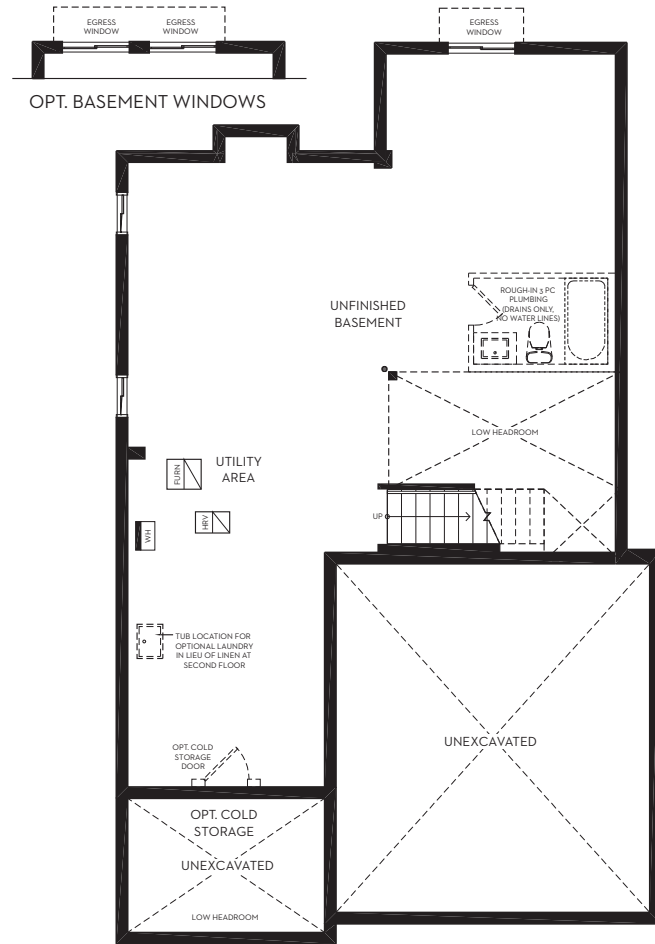 EGRESS
WINDOW
EGRESS
WINDOW
OPT. BASEMENT WINDOWS
EGRESS
WINDOW
ROUGH-IN 3 PC
PLUMBING
(DRAINS ONLY,
NO WATER LINES)
UNFINISHED
BASEMENT
LOW HEADROOM
UTILITY
AREA
FURN
HRV
UP
WH
TUB LOCATION FOR
OPTIONAL LAUNDRY
IN LIEU OF LINEN AT
SECOND FLOOR
UNEXCAVATED
OPT. COLD
STORAGE
DOOR
OPT. COLD
STORAGE
UNEXCAVATED
LOW HEADROOM